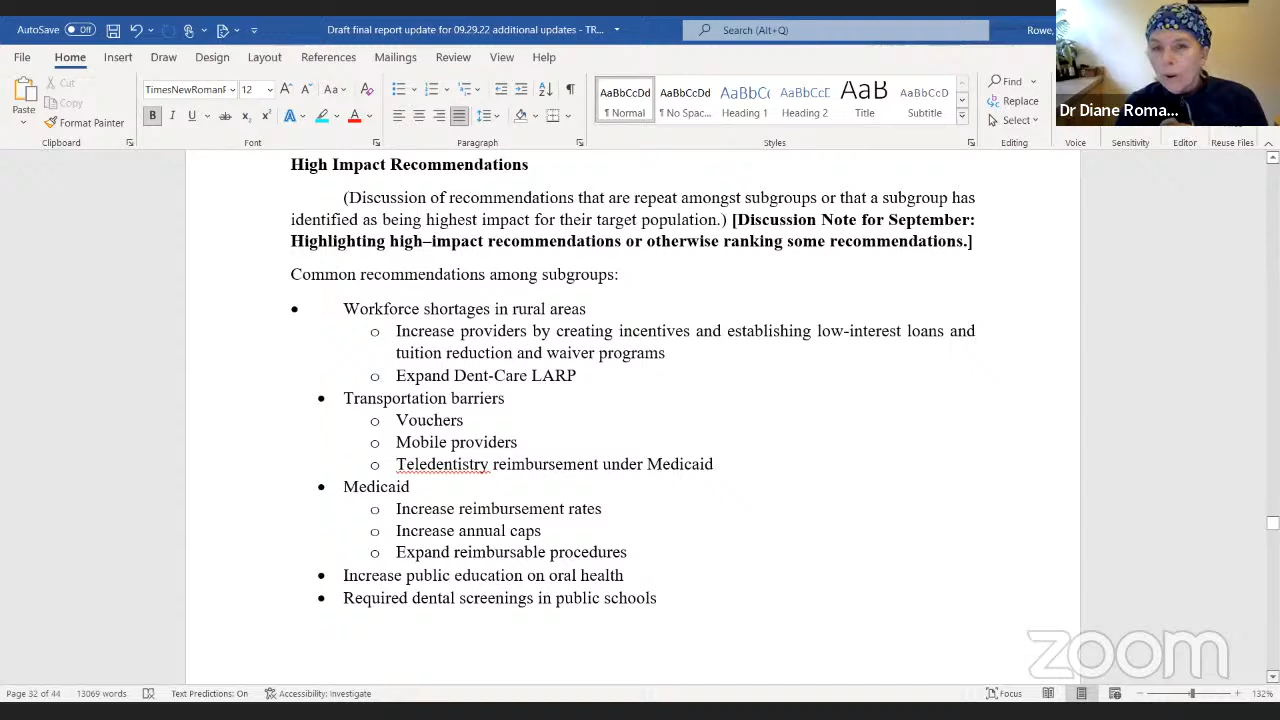 AutoSave Off
Draft final report update for 09.29.22 additional updates - TR...
Search (Alt+Q)
Rowe,
File Home Insert Draw Design Layout References Mailings Review View Help
Paste
Cut
Copy
Format Painter
Clipboard
TimesNewRomanF 12
Font
Paragraph
AaBbCcDd AaBbCcDd AaBbCc AaBbCcE AaB AaBbCcD
¶ Normal ¶ No Spac... Heading 1 Heading 2 Title Subtitle
Styles
Find
Replace
Select
Editing
Voice Sensitivity Editor Reuse Files
Dr Diane Roma...
High Impact Recommendations
(Discussion of recommendations that are repeat amongst subgroups or that a subgroup has
identified as being highest impact for their target population.) [Discussion Note for September:
Highlighting high–impact recommendations or otherwise ranking some recommendations.]
Common recommendations among subgroups:
• Workforce shortages in rural areas
o Increase providers by creating incentives and establishing low-interest loans and
tuition reduction and waiver programs
o Expand Dent-Care LARP
• Transportation barriers
o Vouchers
o Mobile providers
o Teledentistry reimbursement under Medicaid
• Medicaid
o Increase reimbursement rates
o Increase annual caps
o Expand reimbursable procedures
• Increase public education on oral health
• Required dental screenings in public schools
zoom
Page 32 of 44 13069 words Text Predictions: On Accessibility: Investigate
Focus
132%